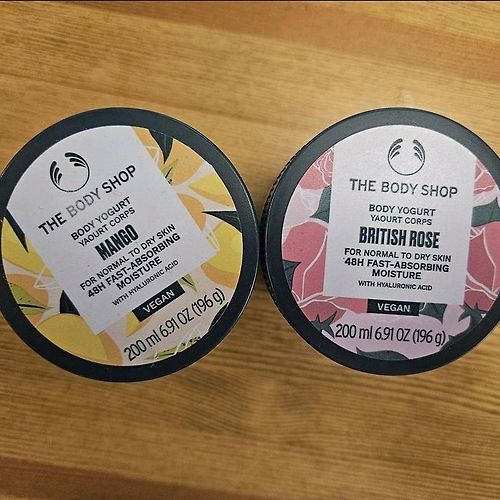 THE BODY SHOP
BODY YOGURT
YAOURT CORPS
MANGO
FOR NORMAL TO DRY SKIN
48H FAST-ABSORBING
MOISTURE
WITH HYALURONIC ACID
VEGAN
200 ml 6.91 OZ (196 g)
THE BODY SHOP
BODY YOGURT
YAOURT CORPS
BRITISH ROSE
FOR NORMAL TO DRY SKIN
48H FAST-ABSORBING
MOISTURE
WITH HYALURONIC ACID
VEGAN
200 ml 6.91 OZ (196 g)